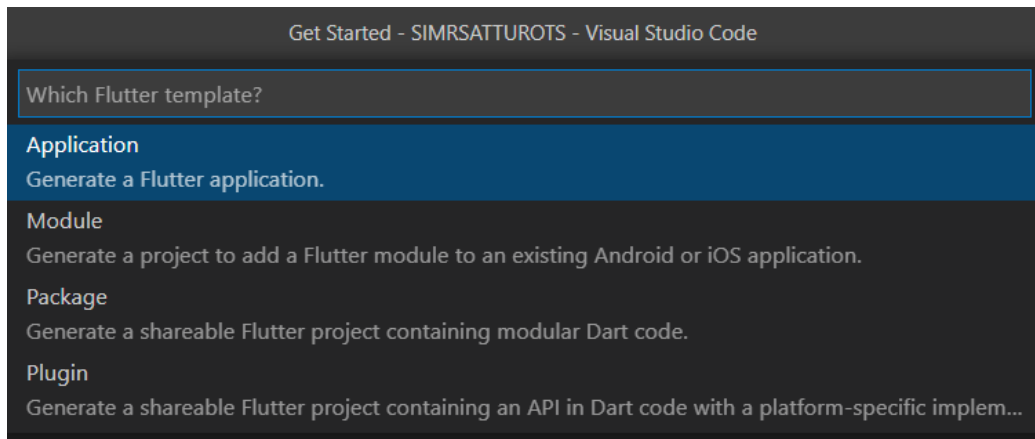 Get Started - SIMRSATTUROTS - Visual Studio Code
Which Flutter template?
Application
Generate a Flutter application.
Module
Generate a project to add a Flutter module to an existing Android or iOS application.
Package
Generate a shareable Flutter project containing modular Dart code.
Plugin
Generate a shareable Flutter project containing an API in Dart code with a platform-specific implem...